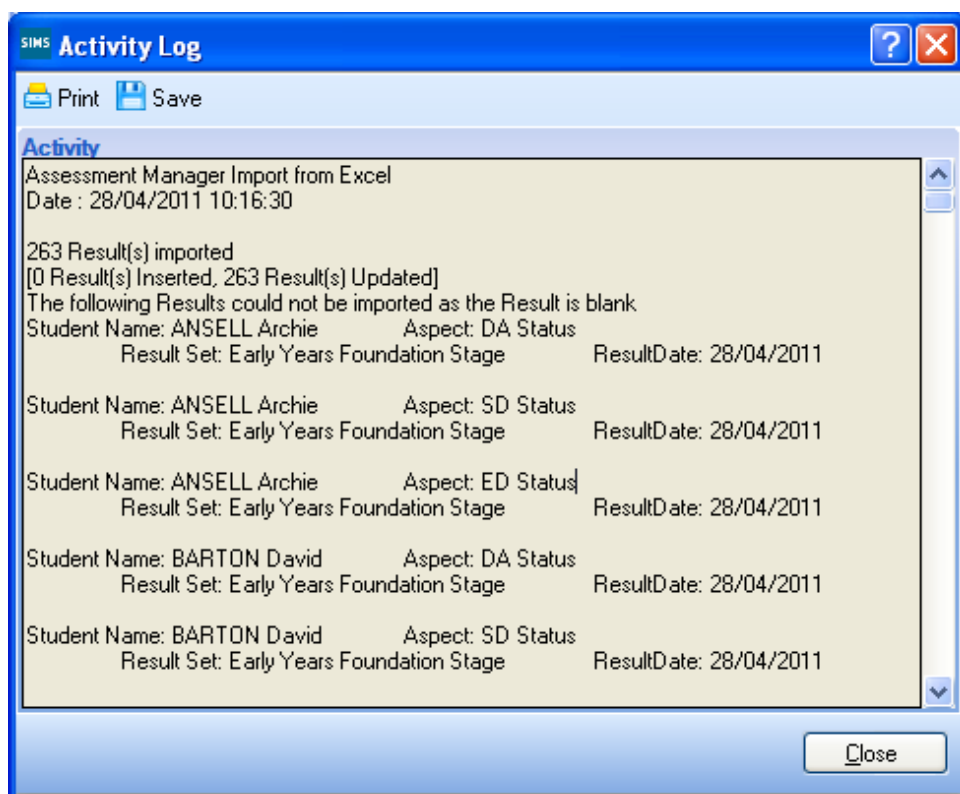 SIMS Activity Log
Print Save
Activity
Assessment Manager Import from Excel
Date : 28/04/2011 10:16:30
263 Result(s) imported
[0 Result(s) Inserted, 263 Result(s) Updated]
The following Results could not be imported as the Result is blank
Student Name: ANSELL Archie Aspect: DA Status
Result Set: Early Years Foundation Stage ResultDate: 28/04/2011
Student Name: ANSELL Archie Aspect: SD Status
Result Set: Early Years Foundation Stage ResultDate: 28/04/2011
Student Name: ANSELL Archie Aspect: ED Status
Result Set: Early Years Foundation Stage ResultDate: 28/04/2011
Student Name: BARTON David Aspect: DA Status
Result Set: Early Years Foundation Stage ResultDate: 28/04/2011
Student Name: BARTON David Aspect: SD Status
Result Set: Early Years Foundation Stage ResultDate: 28/04/2011
Close